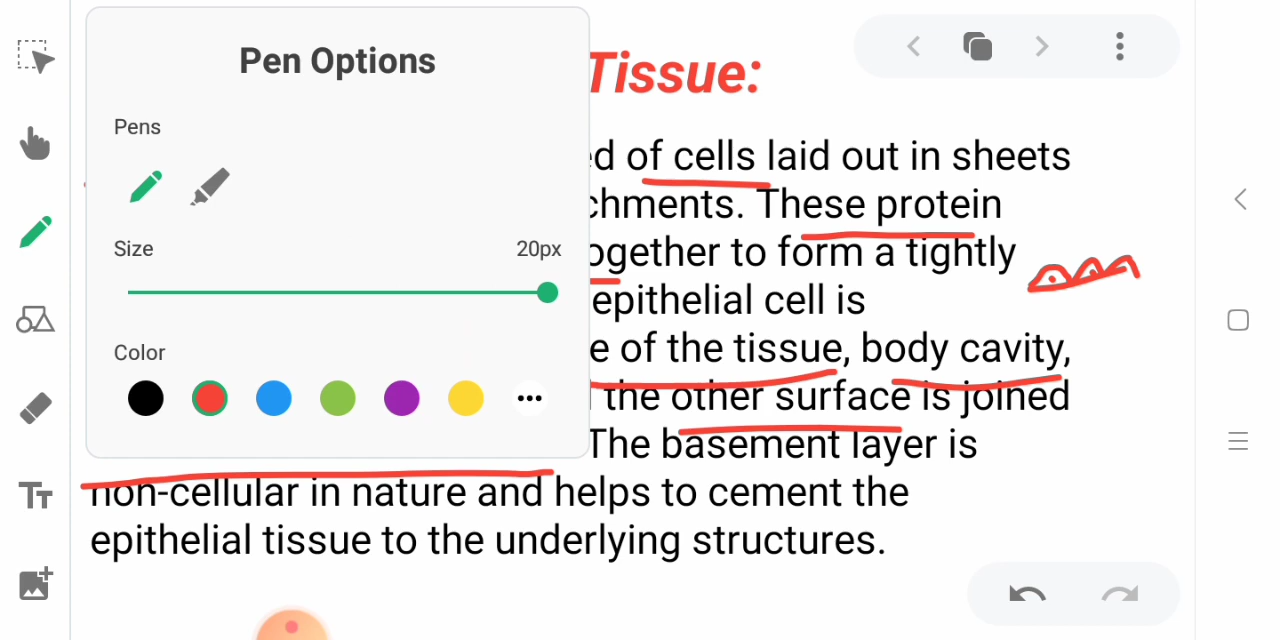 Pen Options
Pens
Size
20px
Color
Tissue:
of cells laid out in sheets
chments. These protein
ogether to form a tightly
epithelial cell is
e of the tissue, body cavity,
the other surface is joined
The basement layer is
non-cellular in nature and helps to cement the
epithelial tissue to the underlying structures.
TT